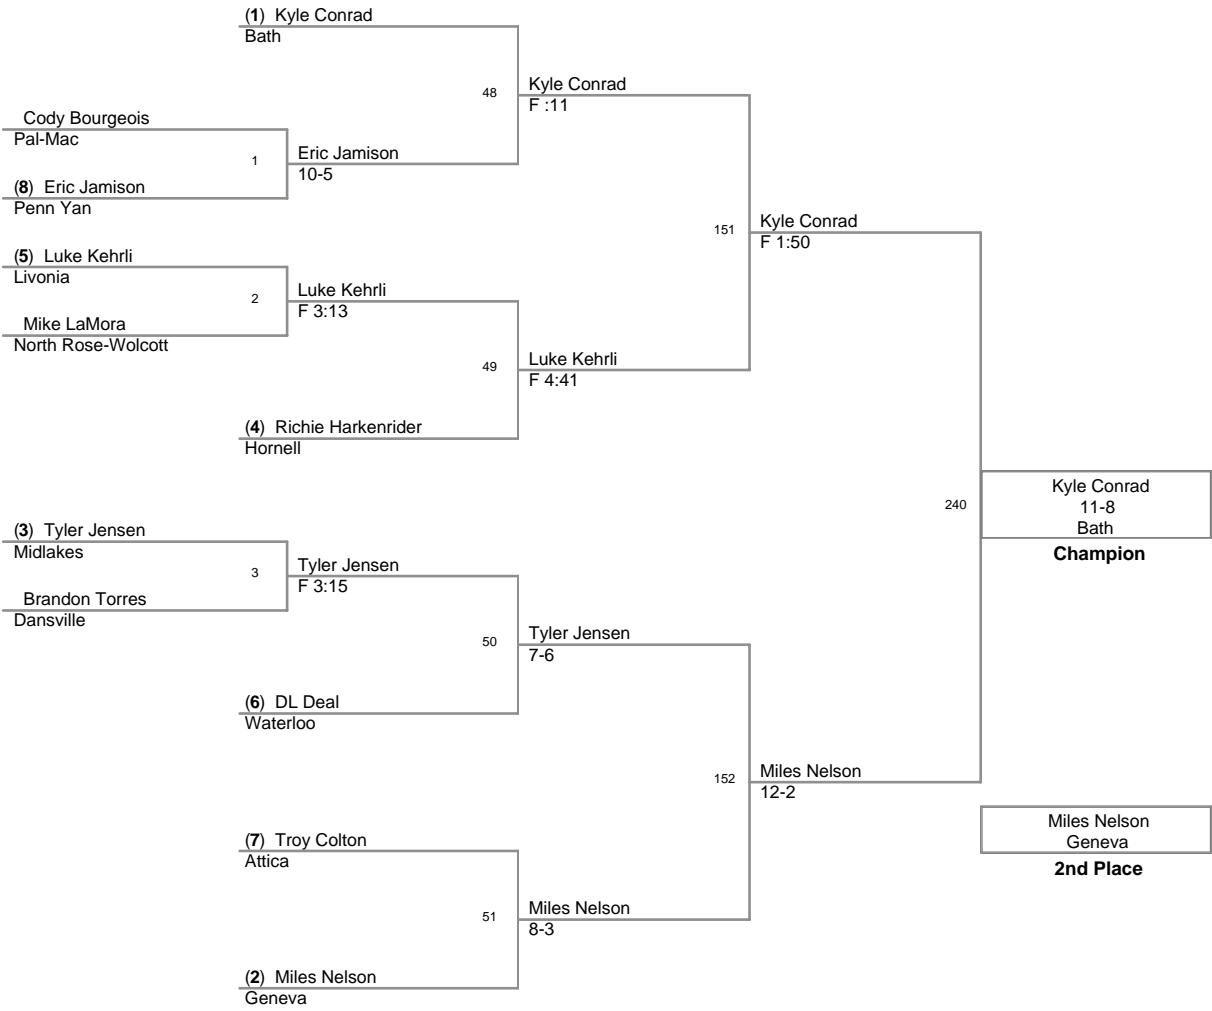 (1) Kyle Conrad
Bath
48
Kyle Conrad
F :11
Cody Bourgeois
Pal-Mac
1
Eric Jamison
10-5
(8) Eric Jamison
Penn Yan
151
Kyle Conrad
F 1:50
(5) Luke Kehrli
Livonia
2
Luke Kehrli
F 3:13
Mike LaMora
North Rose-Wolcott
49
Luke Kehrli
F 4:41
(4) Richie Harkenrider
Hornell
240
Kyle Conrad
11-8
Bath
Champion
(3) Tyler Jensen
Midlakes
3
Tyler Jensen
F 3:15
Brandon Torres
Dansville
50
Tyler Jensen
7-6
(6) DL Deal
Waterloo
152
Miles Nelson
12-2
Miles Nelson
Geneva
2nd Place
(7) Troy Colton
Attica
51
Miles Nelson
8-3
(2) Miles Nelson
Geneva